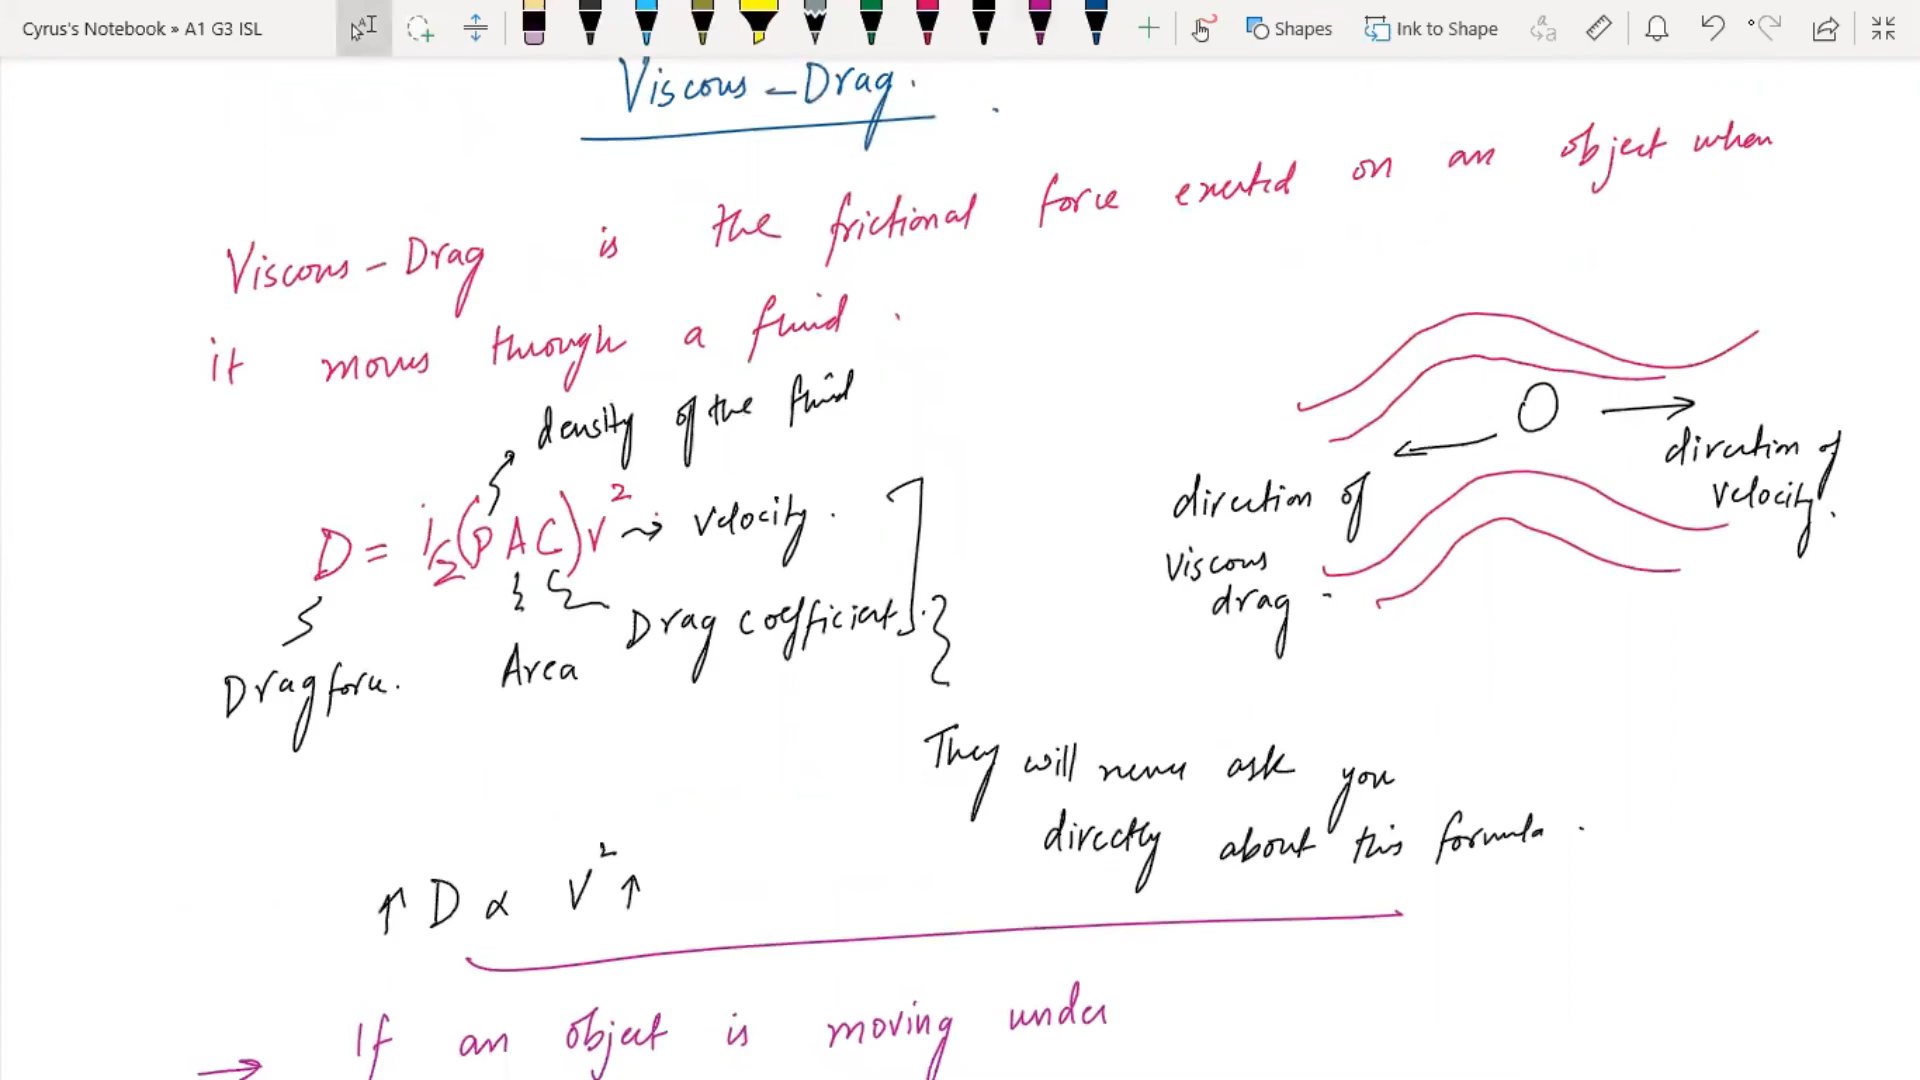 Cyrus's Notebook » A1 G3 ISL
Shapes
Ink to Shape
Viscous - Drag.
Viscous - Drag is the frictional force exerted on an object when
it moves through a fluid.
density of the fluid
D = 1/2 (ρAC)v² → velocity.
Drag force.
Area
Drag coefficient.
direction of
velocity.
direction of
viscous
drag
They will never ask you
directly about this formula.
↑ D ∝ V² ↑
→ If an object is moving under